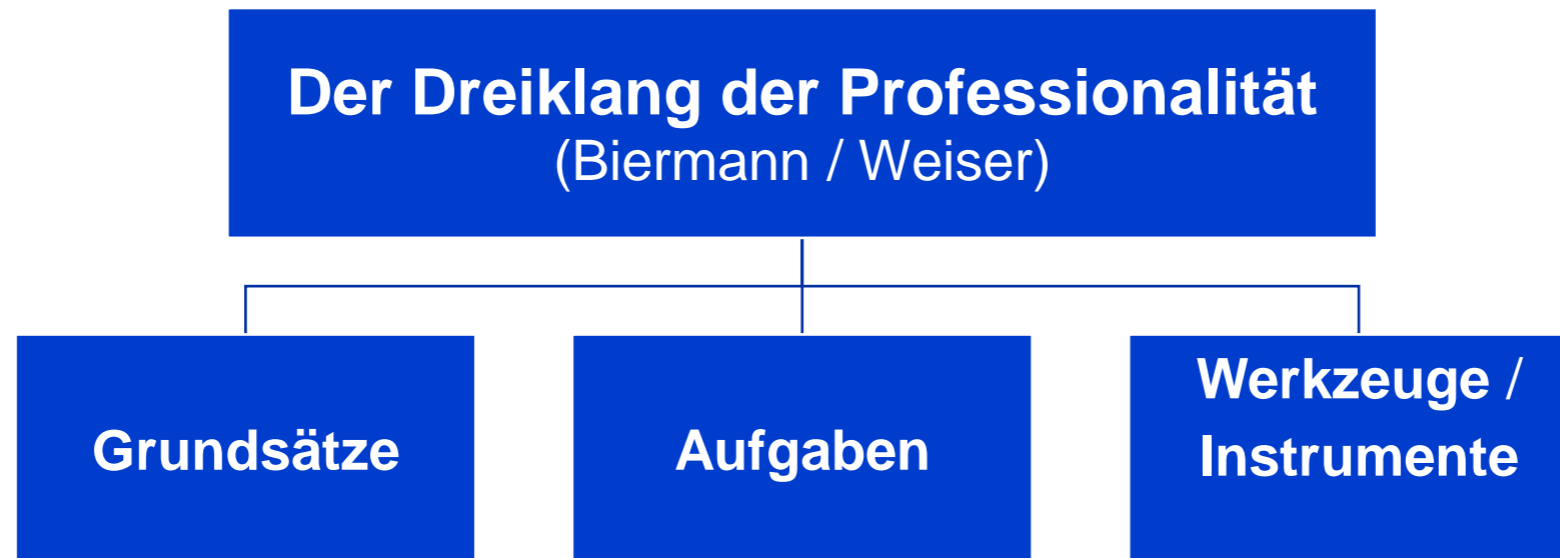 Der Dreiklang der Professionalität
(Biermann / Weiser)
Grundsätze
Aufgaben
Werkzeuge /
Instrumente